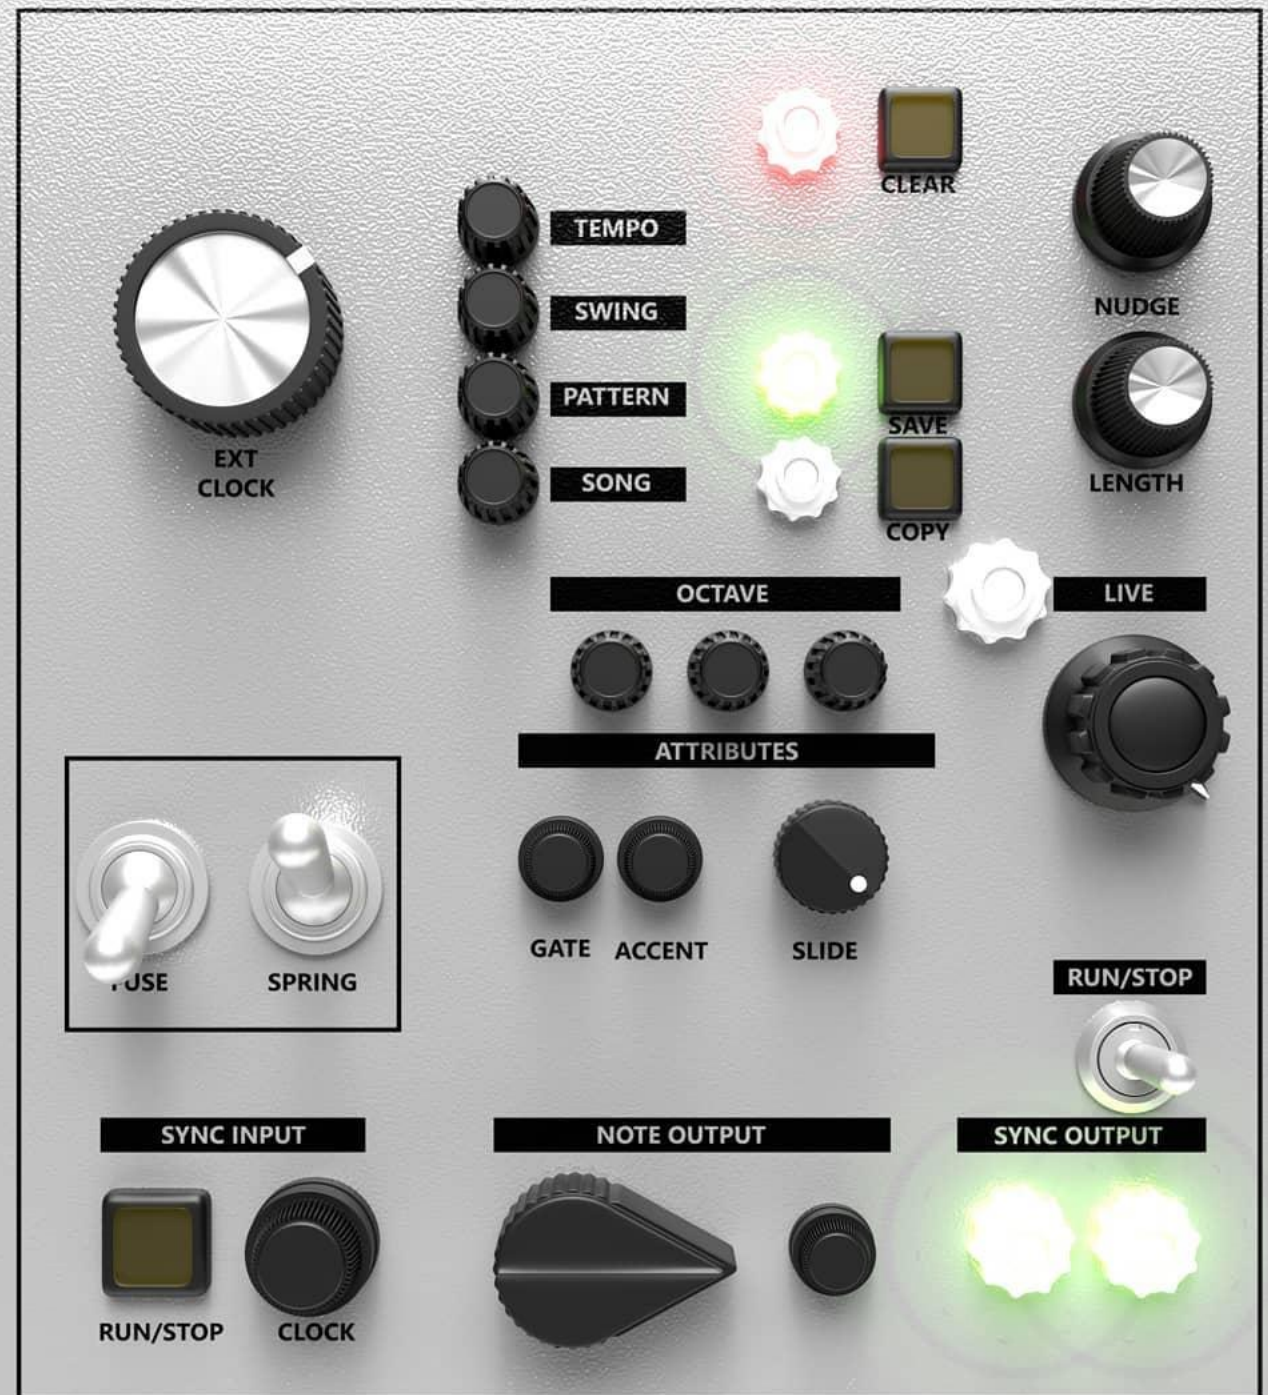 CLEAR
TEMPO
NUDGE
SWING
PATTERN
SAVE
EXT
CLOCK
SONG
LENGTH
COPY
OCTAVE
LIVE
ATTRIBUTES
GATE
ACCENT
SLIDE
FUSE
SPRING
RUN/STOP
SYNC INPUT
NOTE OUTPUT
SYNC OUTPUT
RUN/STOP
CLOCK